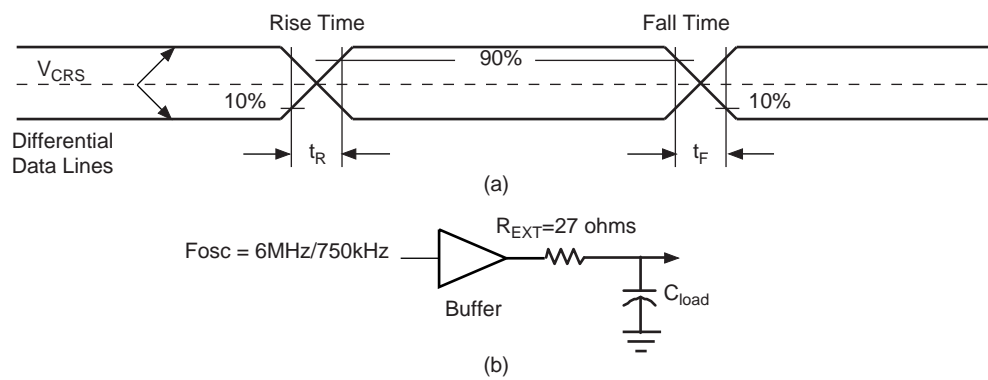 Rise Time
Fall Time
VCRS
90%
10%
10%
Differential
Data Lines
tR
tF
(a)
REXT=27 ohms
Fosc = 6MHz/750kHz
Buffer
Cload
(b)